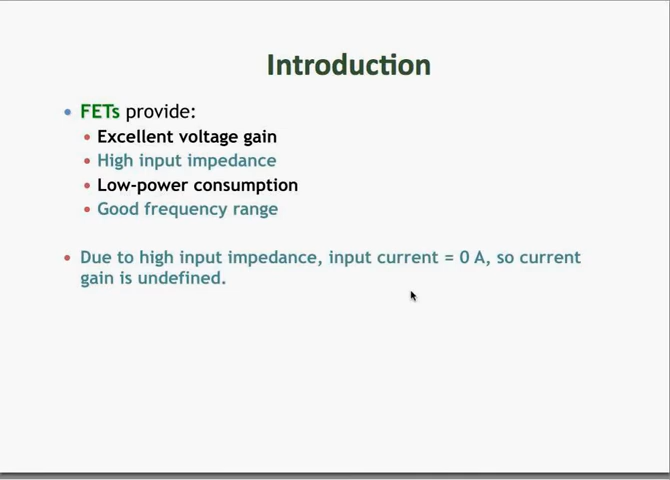 Introduction
• FETs provide:
• Excellent voltage gain
• High input impedance
• Low-power consumption
• Good frequency range
• Due to high input impedance, input current = 0 A, so current
gain is undefined.